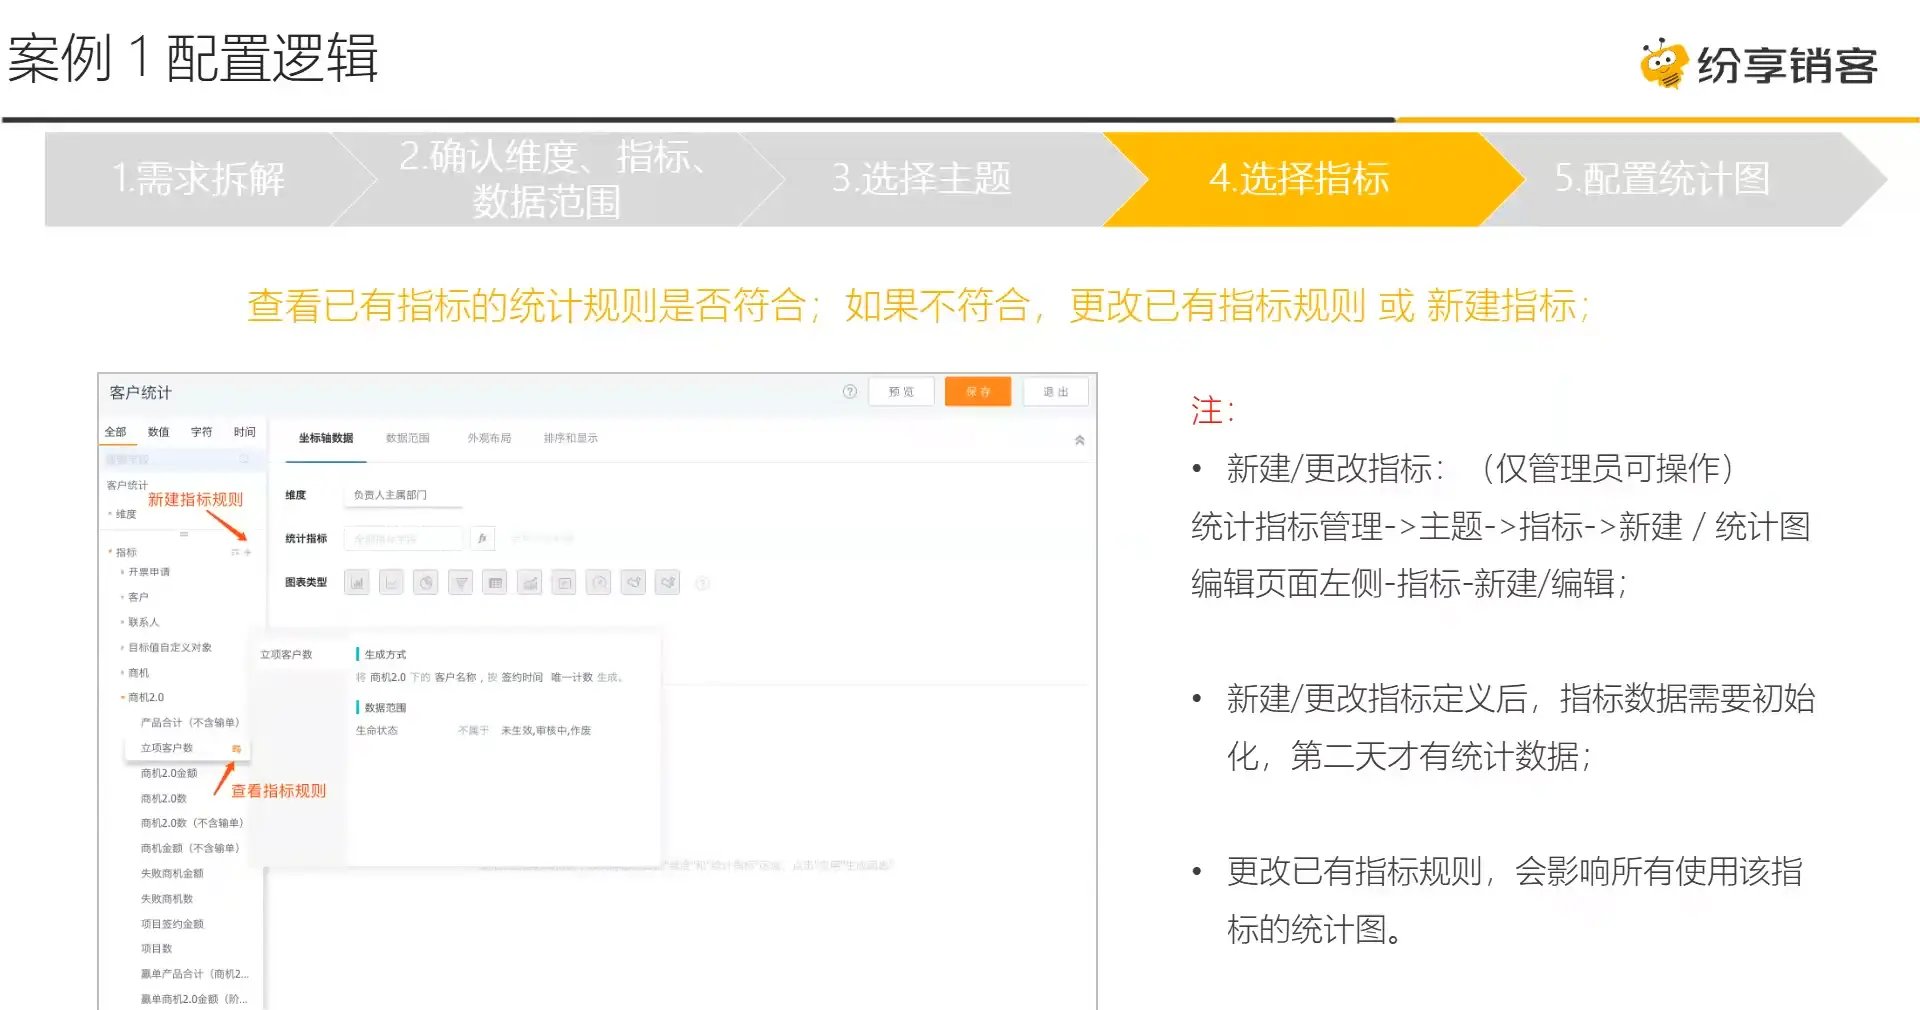 案例 1 配置逻辑
纷享销客
1.需求拆解
2.确认维度、指标、
数据范围
3.选择主题
4.选择指标
5.配置统计图
查看已有指标的统计规则是否符合；如果不符合，更改已有指标规则 或 新建指标；
客户统计
预 览
保 存
退 出
全部 数值 字符 时间
坐标轴数据 数据范围 外观布局 排序和显示
客户统计
新建指标规则
维度
维度 负责人主属部门
统计指标
图表类型
指标
开票申请
客户
联系人
目标值自定义对象
商机
商机2.0
产品合计（不含输单）
立项客户数
商机2.0金额
查看指标规则
商机2.0数
商机2.0数（不含输单）
商机金额（不含输单）
失败商机金额
失败商机数
项目签约金额
项目数
赢单产品合计（商机2...
赢单商机2.0金额（阶...
立项客户数
生成方式
将 商机2.0 下的 客户名称，按 签约时间 唯一计数 生成。
数据范围
生命状态 不属于 未生效,审核中,作废
注：
• 新建/更改指标：（仅管理员可操作）
统计指标管理->主题->指标->新建 / 统计图
编辑页面左侧-指标-新建/编辑；
• 新建/更改指标定义后，指标数据需要初始
化，第二天才有统计数据；
• 更改已有指标规则，会影响所有使用该指
标的统计图。